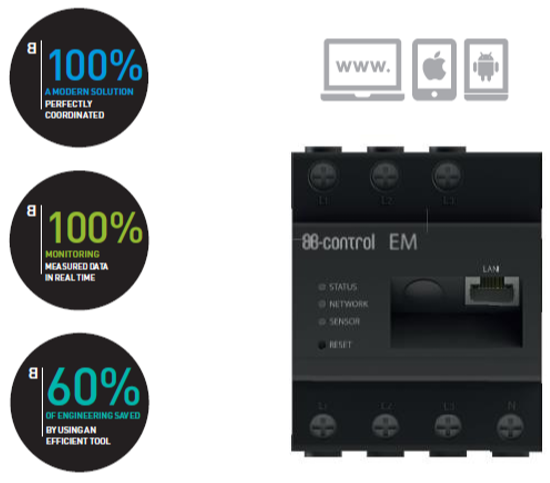 B
100%
A MODERN SOLUTION
PERFECTLY
COORDINATED
B
100%
MONITORING
MEASURED DATA
IN REAL TIME
B
60%
OF ENGINEERING SAVED
BY USING AN
EFFICIENT TOOL
www.
L1 L2 L3
B-control EM
LAN
STATUS
NETWORK
SENSOR
RESET
L1 L2 L3 N